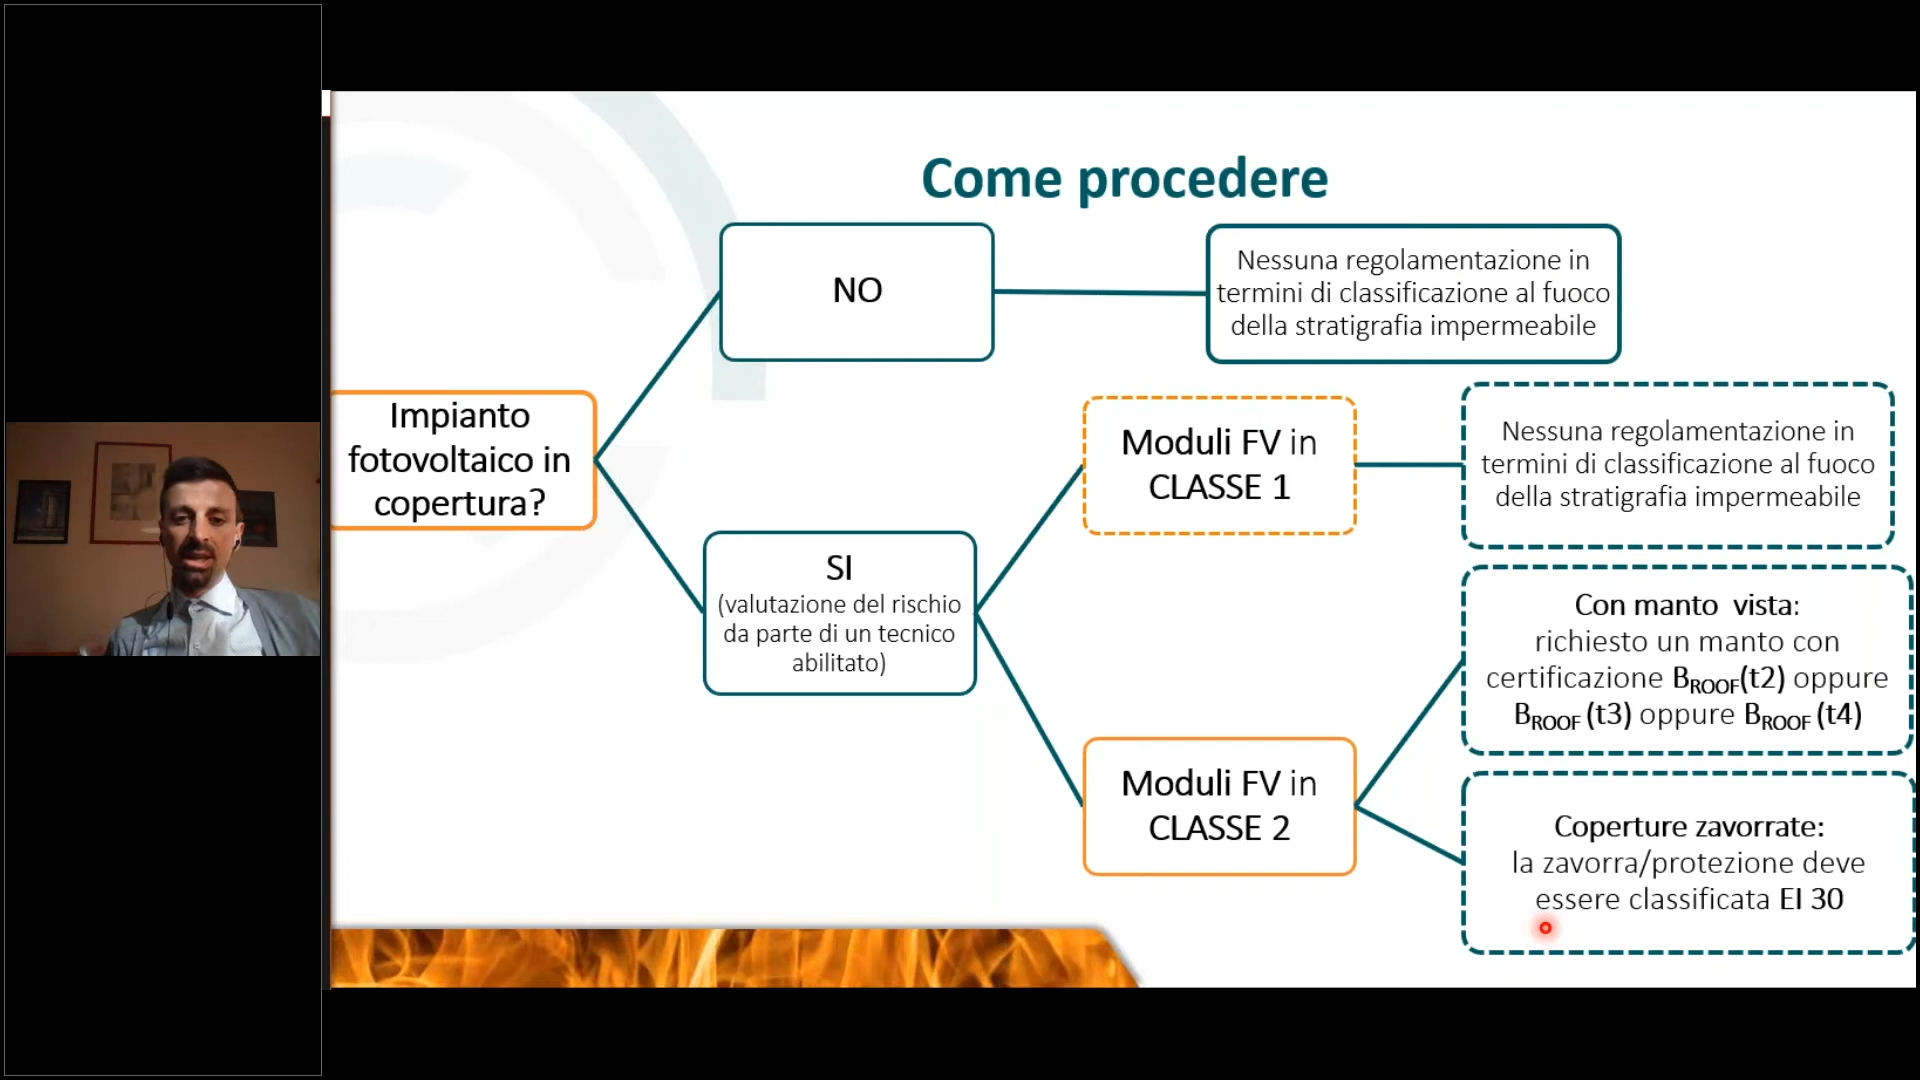 Come procedere
NO
Nessuna regolamentazione in
termini di classificazione al fuoco
della stratigrafia impermeabile
Impianto
fotovoltaico in
copertura?
Moduli FV in
CLASSE 1
Nessuna regolamentazione in
termini di classificazione al fuoco
della stratigrafia impermeabile
SI
(valutazione del rischio
da parte di un tecnico
abilitato)
Con manto vista:
richiesto un manto con
certificazione BROOF(t2) oppure
BROOF (t3) oppure BROOF (t4)
Moduli FV in
CLASSE 2
Coperture zavorrate:
la zavorra/protezione deve
essere classificata EI 30